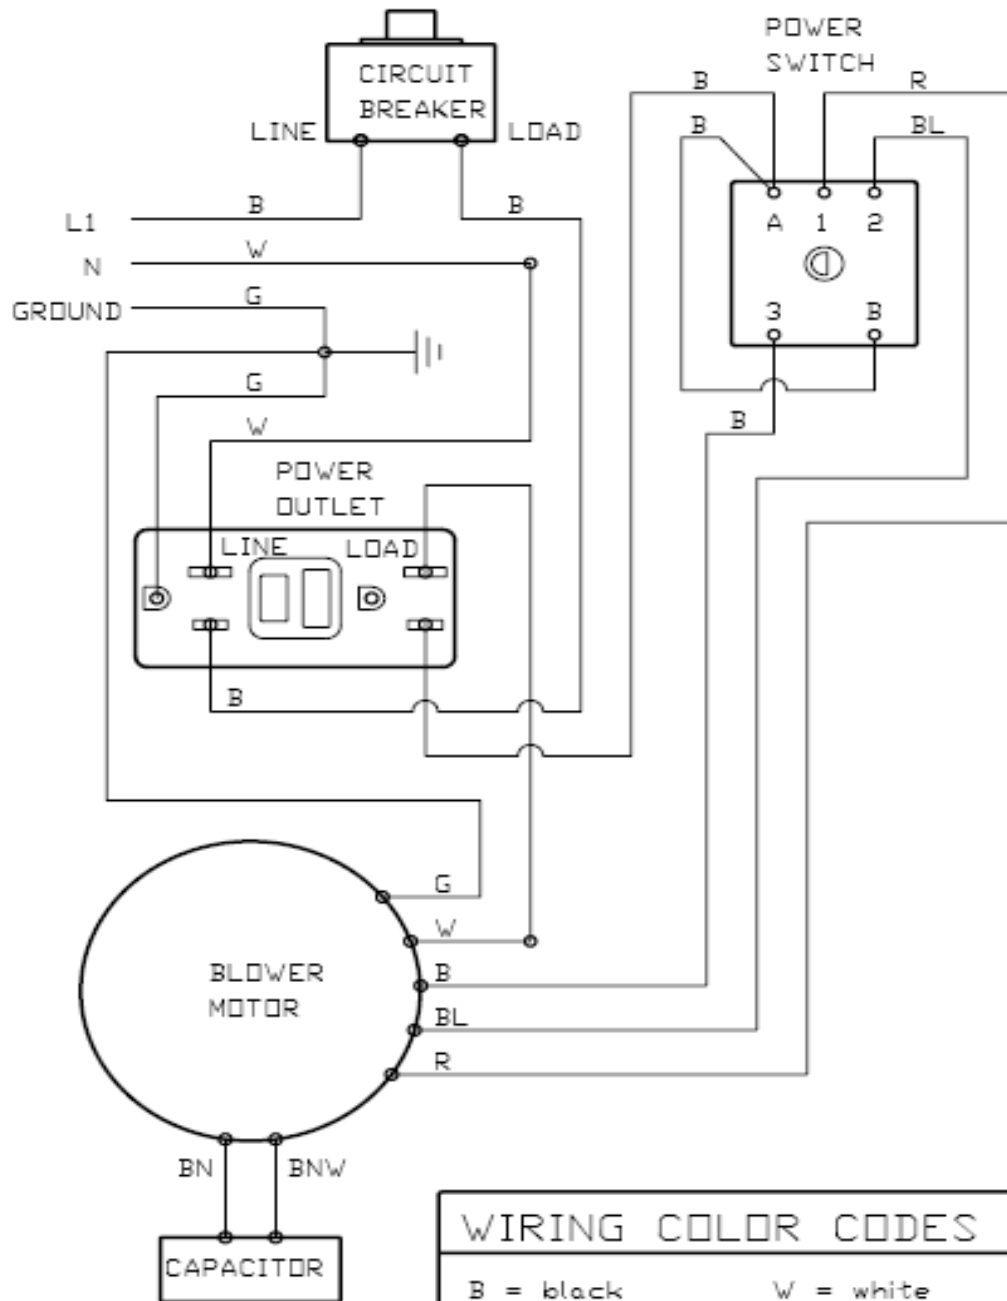 CIRCUIT
BREAKER
LINE
LOAD
POWER
SWITCH
B
R
B
BL
L1
B
B
N
W
GROUND
G
A
1
2
3
B
G
W
B
POWER
OUTLET
LINE
LOAD
B
G
W
BLOWER
MOTOR
B
BL
R
BN
BNW
CAPACITOR
WIRING COLOR CODES
B = black
W = white